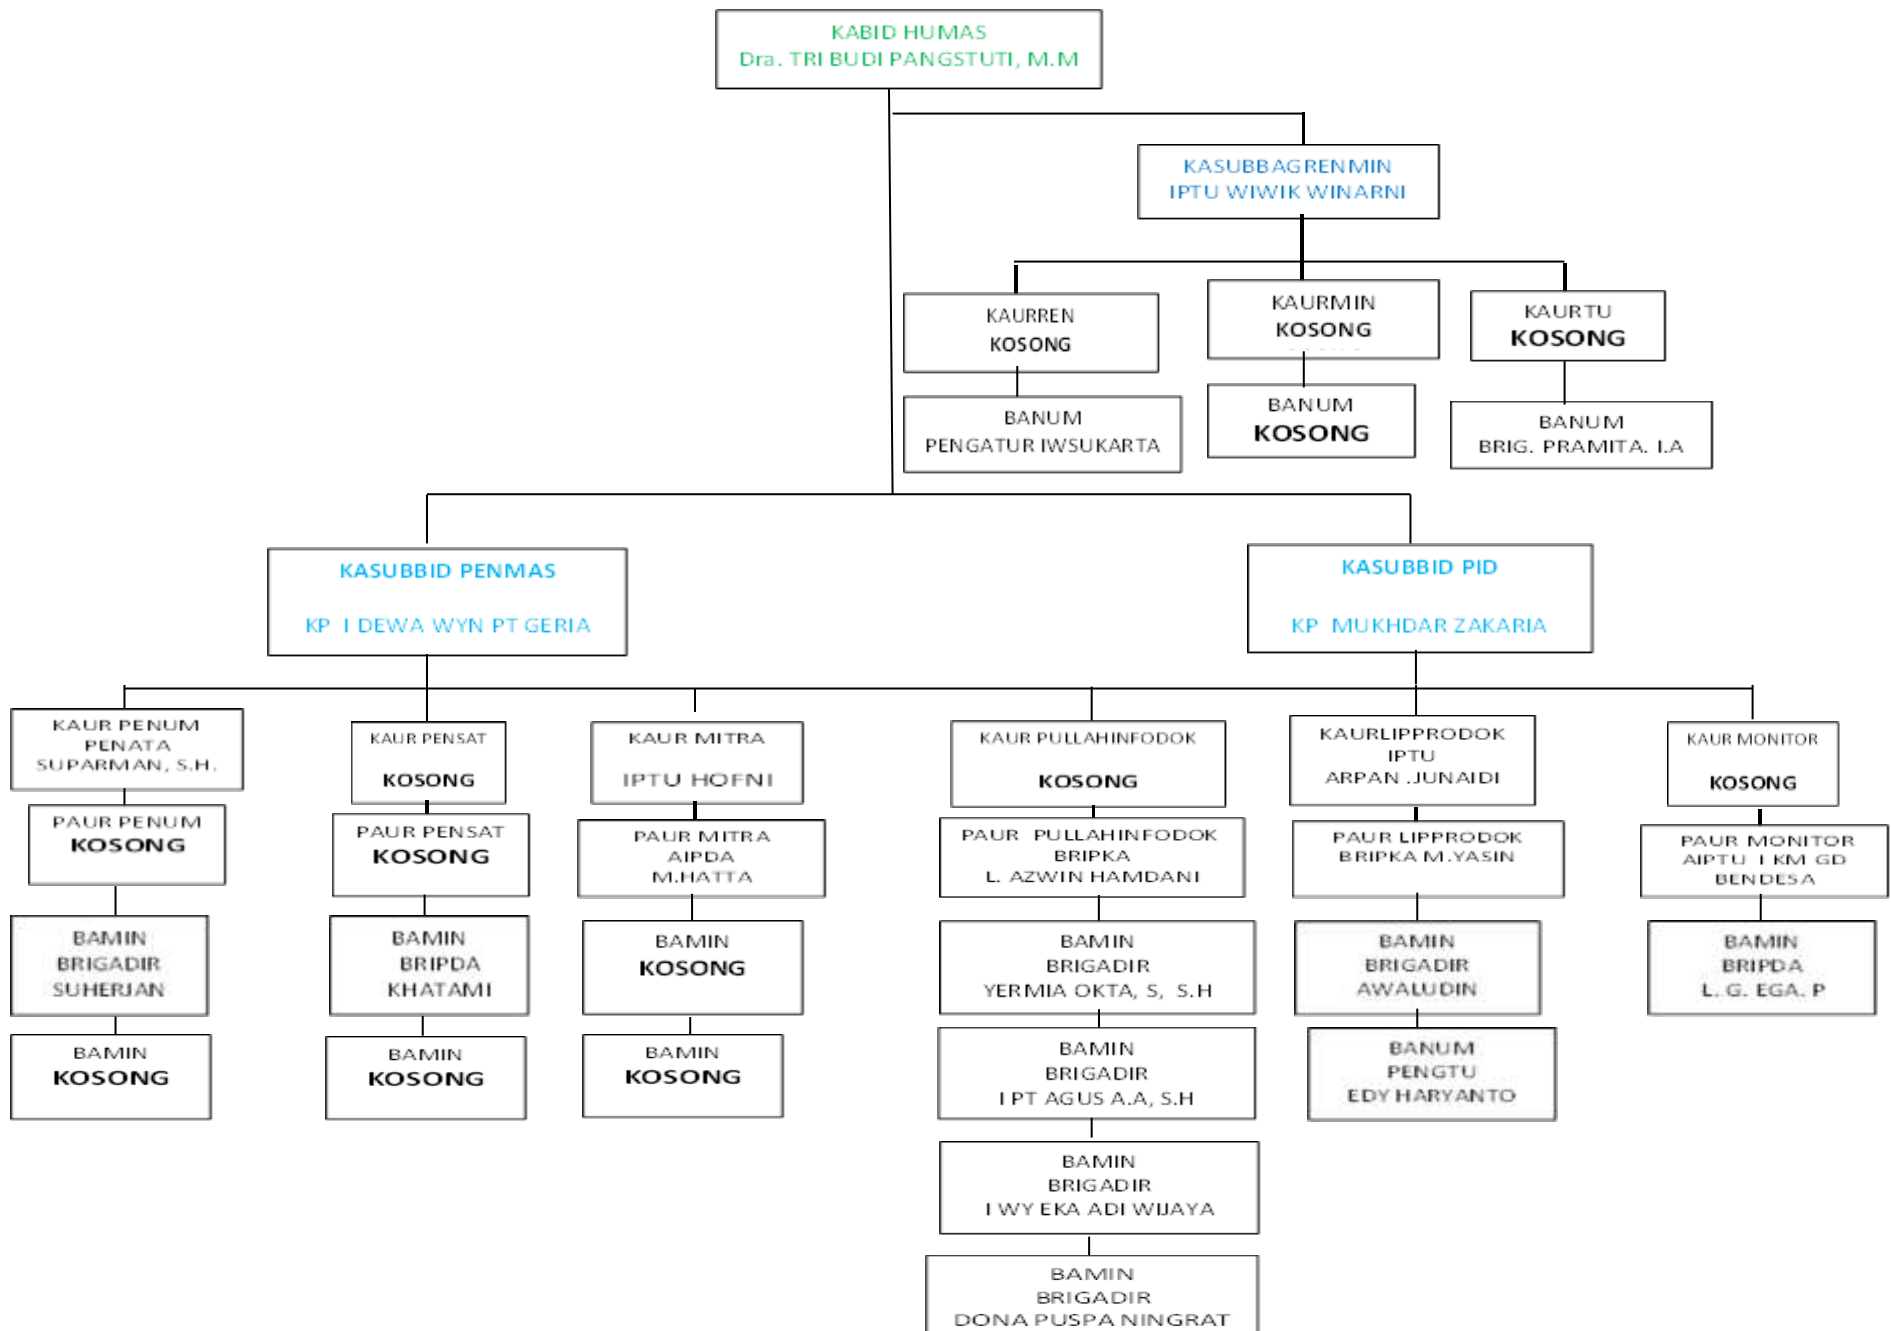 KABID HUMAS
Dra. TRI BUDI PANGSTUTI, M.M
KASUBBAGRENMIN
IPTU WIWIK WINARNI
KAURREN
KOSONG
KAURMIN
KOSONG
KAURTU
KOSONG
BANUM
PENGATUR IWSUKARTA
BANUM
KOSONG
BANUM
BRIG. PRAMITA. I.A
KASUBBID PENMAS
KP I DEWA WYN PT GERIA
KASUBBID PID
KP MUKHDAR ZAKARIA
KAUR PENUM
PENATA
SUPARMAN, S.H.
KAUR PENSAT
KOSONG
KAUR MITRA
IPTU HOFNI
KAUR PULLAHINFODOK
KOSONG
KAURLIPPRODOK
IPTU
ARPAN .JUNAIDI
KAUR MONITOR
KOSONG
PAUR PENUM
KOSONG
PAUR PENSAT
KOSONG
PAUR MITRA
AIPDA
M.HATTA
PAUR PULLAHINFODOK
BRIPKA
L. AZWIN HAMDANI
PAUR LIPPRODOK
BRIPKA M.YASIN
PAUR MONITOR
AIPTU I KM GD
BENDESA
BAMIN
BRIGADIR
SUHERJAN
BAMIN
BRIPDA
KHATAMI
BAMIN
KOSONG
BAMIN
BRIGADIR
YERMIA OKTA, S, S.H
BAMIN
BRIGADIR
AWALUDIN
BAMIN
BRIPDA
L. G. EGA. P
BAMIN
KOSONG
BAMIN
KOSONG
BAMIN
KOSONG
BAMIN
BRIGADIR
I PT AGUS A.A, S.H
BANUM
PENGTU
EDY HARYANTO
BAMIN
BRIGADIR
I WY EKA ADI WIJAYA
BAMIN
BRIGADIR
DONA PUSPA NINGRAT